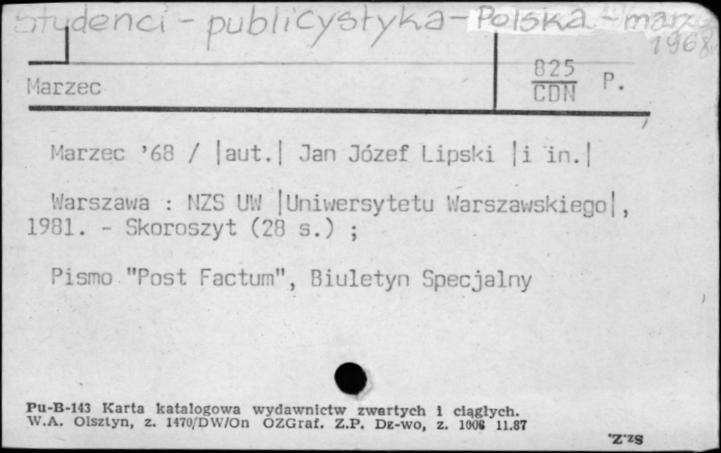 studenci - publicystyka - Polska - marzec
1968
Marzec
825
CDN
P.
Marzec '68 / |aut.| Jan Józef Lipski |i in.|
Warszawa : NZS UW |Uniwersytetu Warszawskiego|,
1981. - Skoroszyt (28 s.) ;
Pismo "Post Factum", Biuletyn Specjalny
Pu-B-143 Karta katalogowa wydawnictw zwartych i ciągłych.
W.A. Olsztyn, z. 1470/DW/On OZGraf. Z.P. Dz-wo, z. 1008 11.87